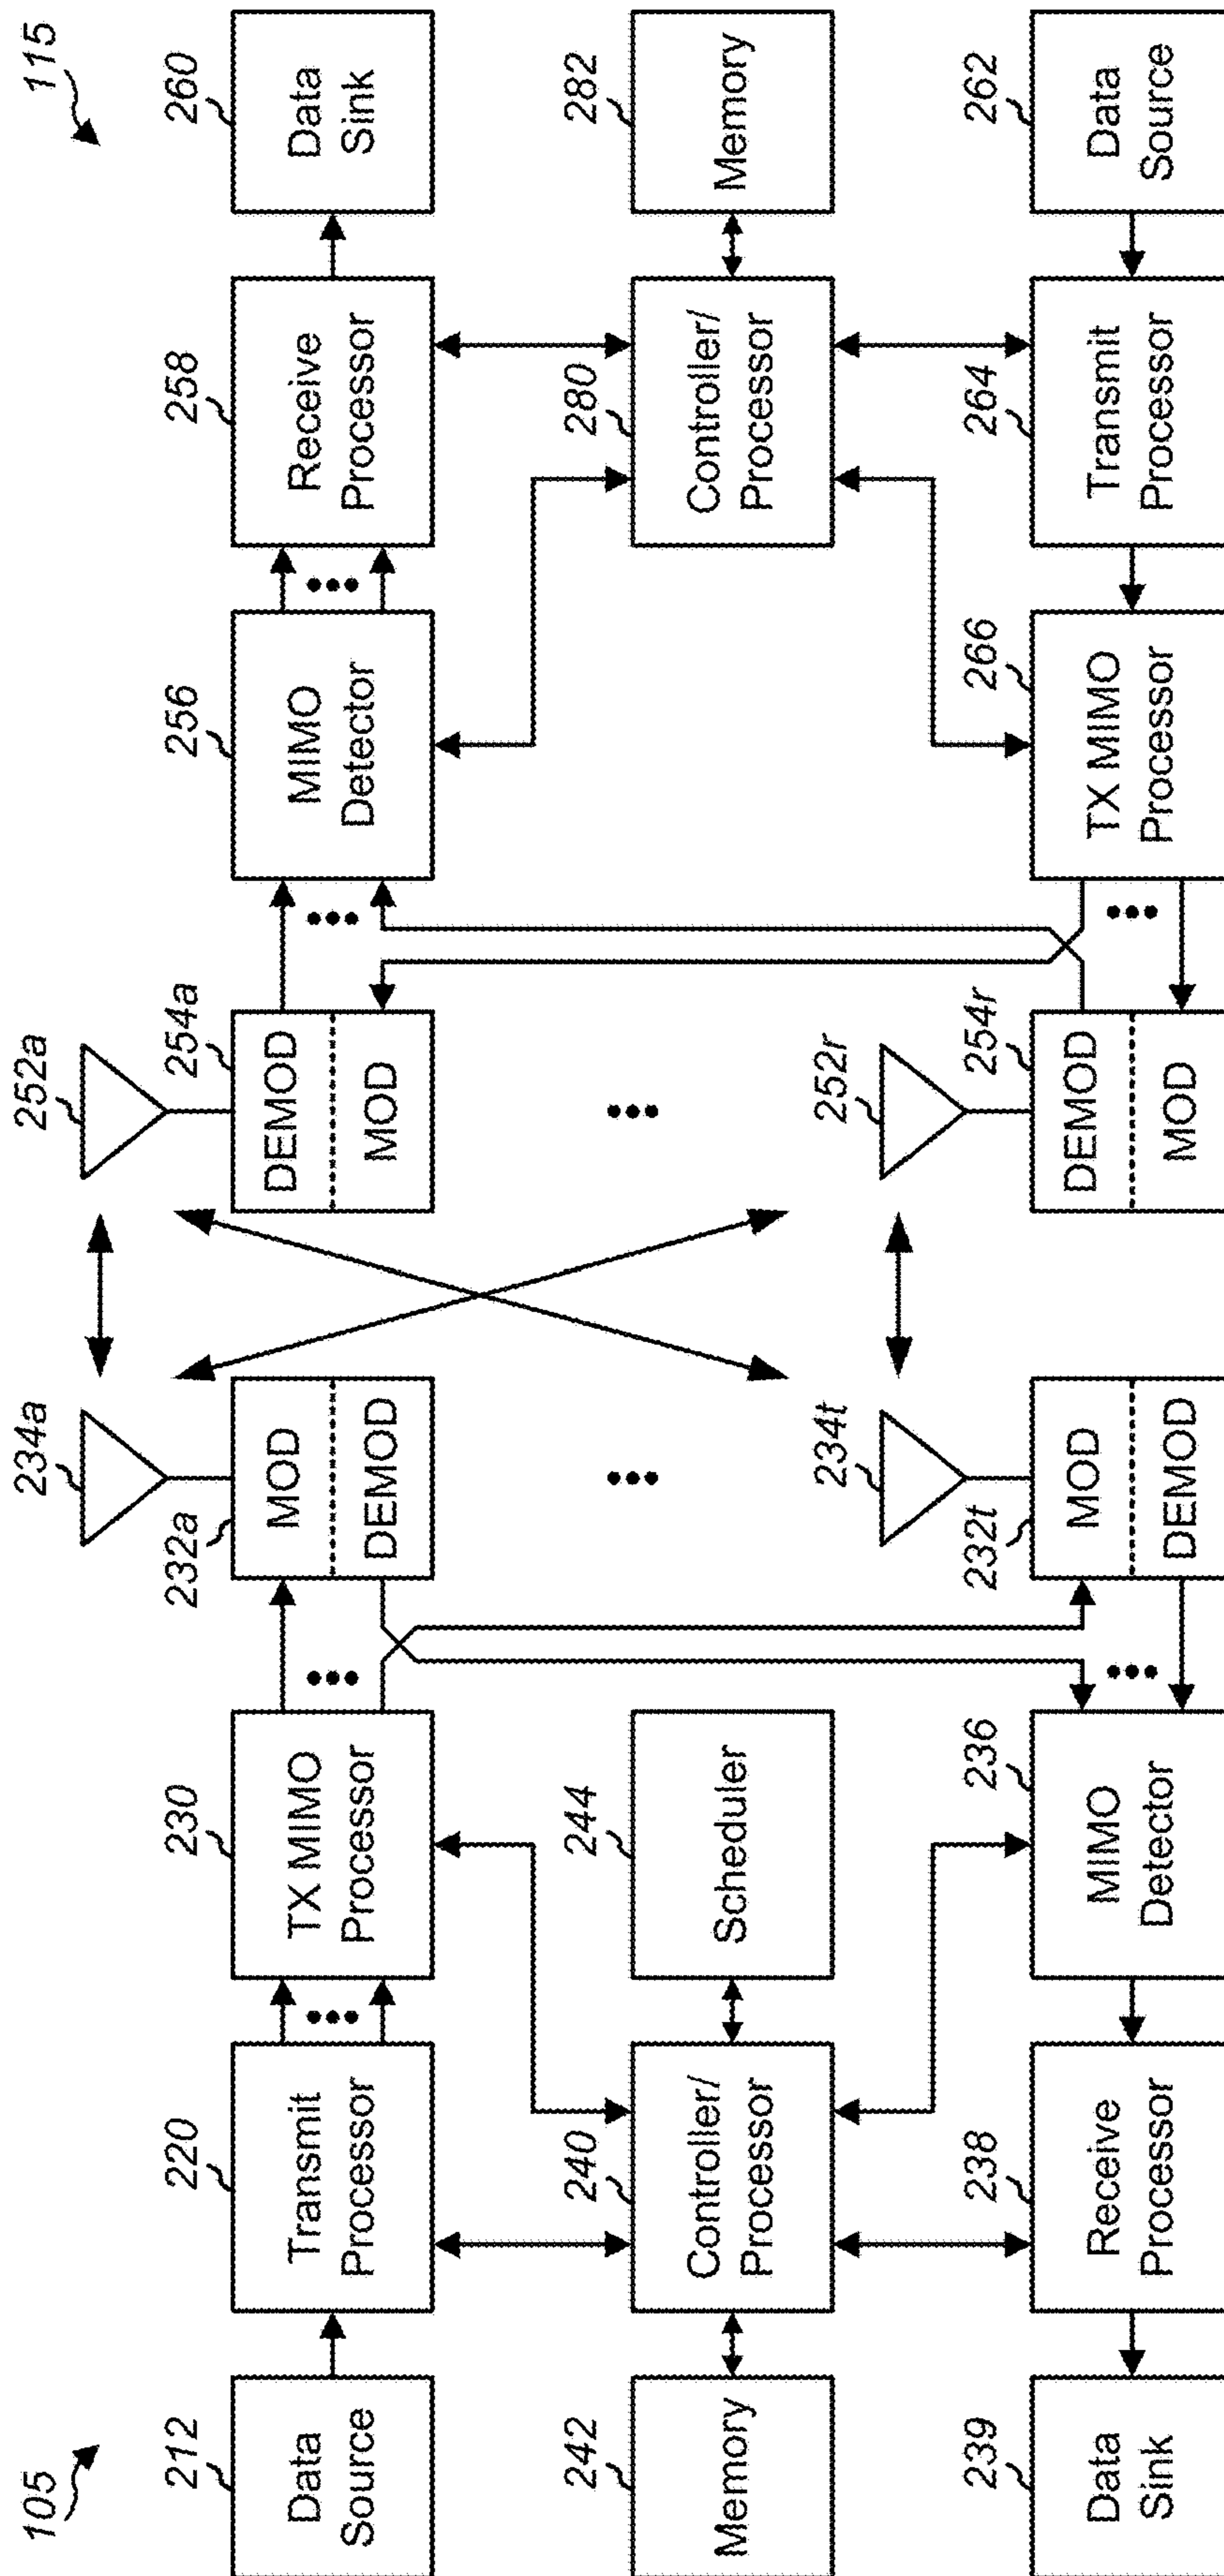 105
115
234a
252a
212
220
230
232a
254a
256
258
260
Data
Source
Transmit
Processor
TX MIMO
Processor
MOD
DEMOD
DEMOD
MOD
MIMO
Detector
Receive
Processor
Data
Sink
242
240
244
280
282
Memory
Controller/
Processor
Scheduler
Controller/
Processor
Memory
234t
252r
239
238
236
232t
254r
266
264
262
Data
Sink
Receive
Processor
MIMO
Detector
MOD
DEMOD
DEMOD
MOD
TX MIMO
Processor
Transmit
Processor
Data
Source